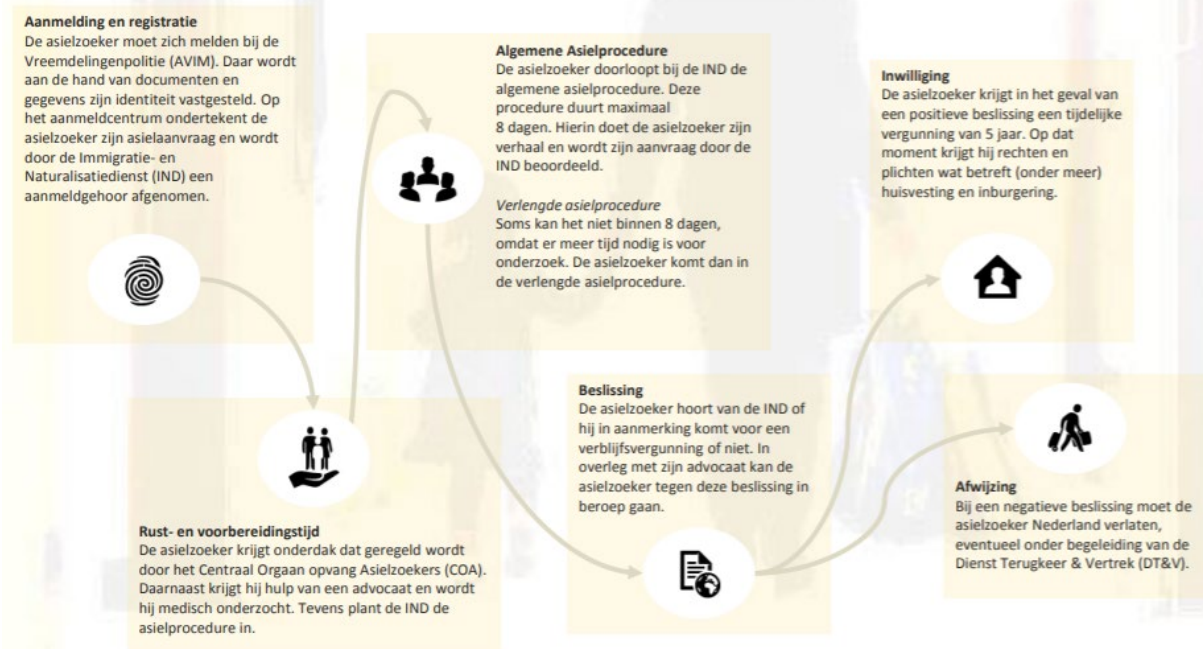 Aanmelding en registratie
De asielzoeker moet zich melden bij de
Vreemdelingenpolitie (AVIM). Daar wordt
aan de hand van documenten en
gegevens zijn identiteit vastgesteld. Op
het aanmeldcentrum ondertekent de
asielzoeker zijn asielaanvraag en wordt
door de Immigratie- en
Naturalisatiedienst (IND) een
aanmeldgehoor afgenomen.
Rust- en voorbereidingstijd
De asielzoeker krijgt onderdak dat geregeld wordt
door het Centraal Orgaan opvang Asielzoekers (COA).
Daarnaast krijgt hij hulp van een advocaat en wordt
hij medisch onderzocht. Tevens plant de IND de
asielprocedure in.
Algemene Asielprocedure
De asielzoeker doorloopt bij de IND de
algemene asielprocedure. Deze
procedure duurt maximaal
8 dagen. Hierin doet de asielzoeker zijn
verhaal en wordt zijn aanvraag door de
IND beoordeeld.
Verlengde asielprocedure
Soms kan het niet binnen 8 dagen,
omdat er meer tijd nodig is voor
onderzoek. De asielzoeker komt dan in
de verlengde asielprocedure.
Beslissing
De asielzoeker hoort van de IND of
hij in aanmerking komt voor een
verblijfsvergunning of niet. In
overleg met zijn advocaat kan de
asielzoeker tegen deze beslissing in
beroep gaan.
Inwilliging
De asielzoeker krijgt in het geval van
een positieve beslissing een tijdelijke
vergunning van 5 jaar. Op dat
moment krijgt hij rechten en
plichten wat betreft (onder meer)
huisvesting en inburgering.
Afwijzing
Bij een negatieve beslissing moet de
asielzoeker Nederland verlaten,
eventueel onder begeleiding van de
Dienst Terugkeer & Vertrek (DT&V).